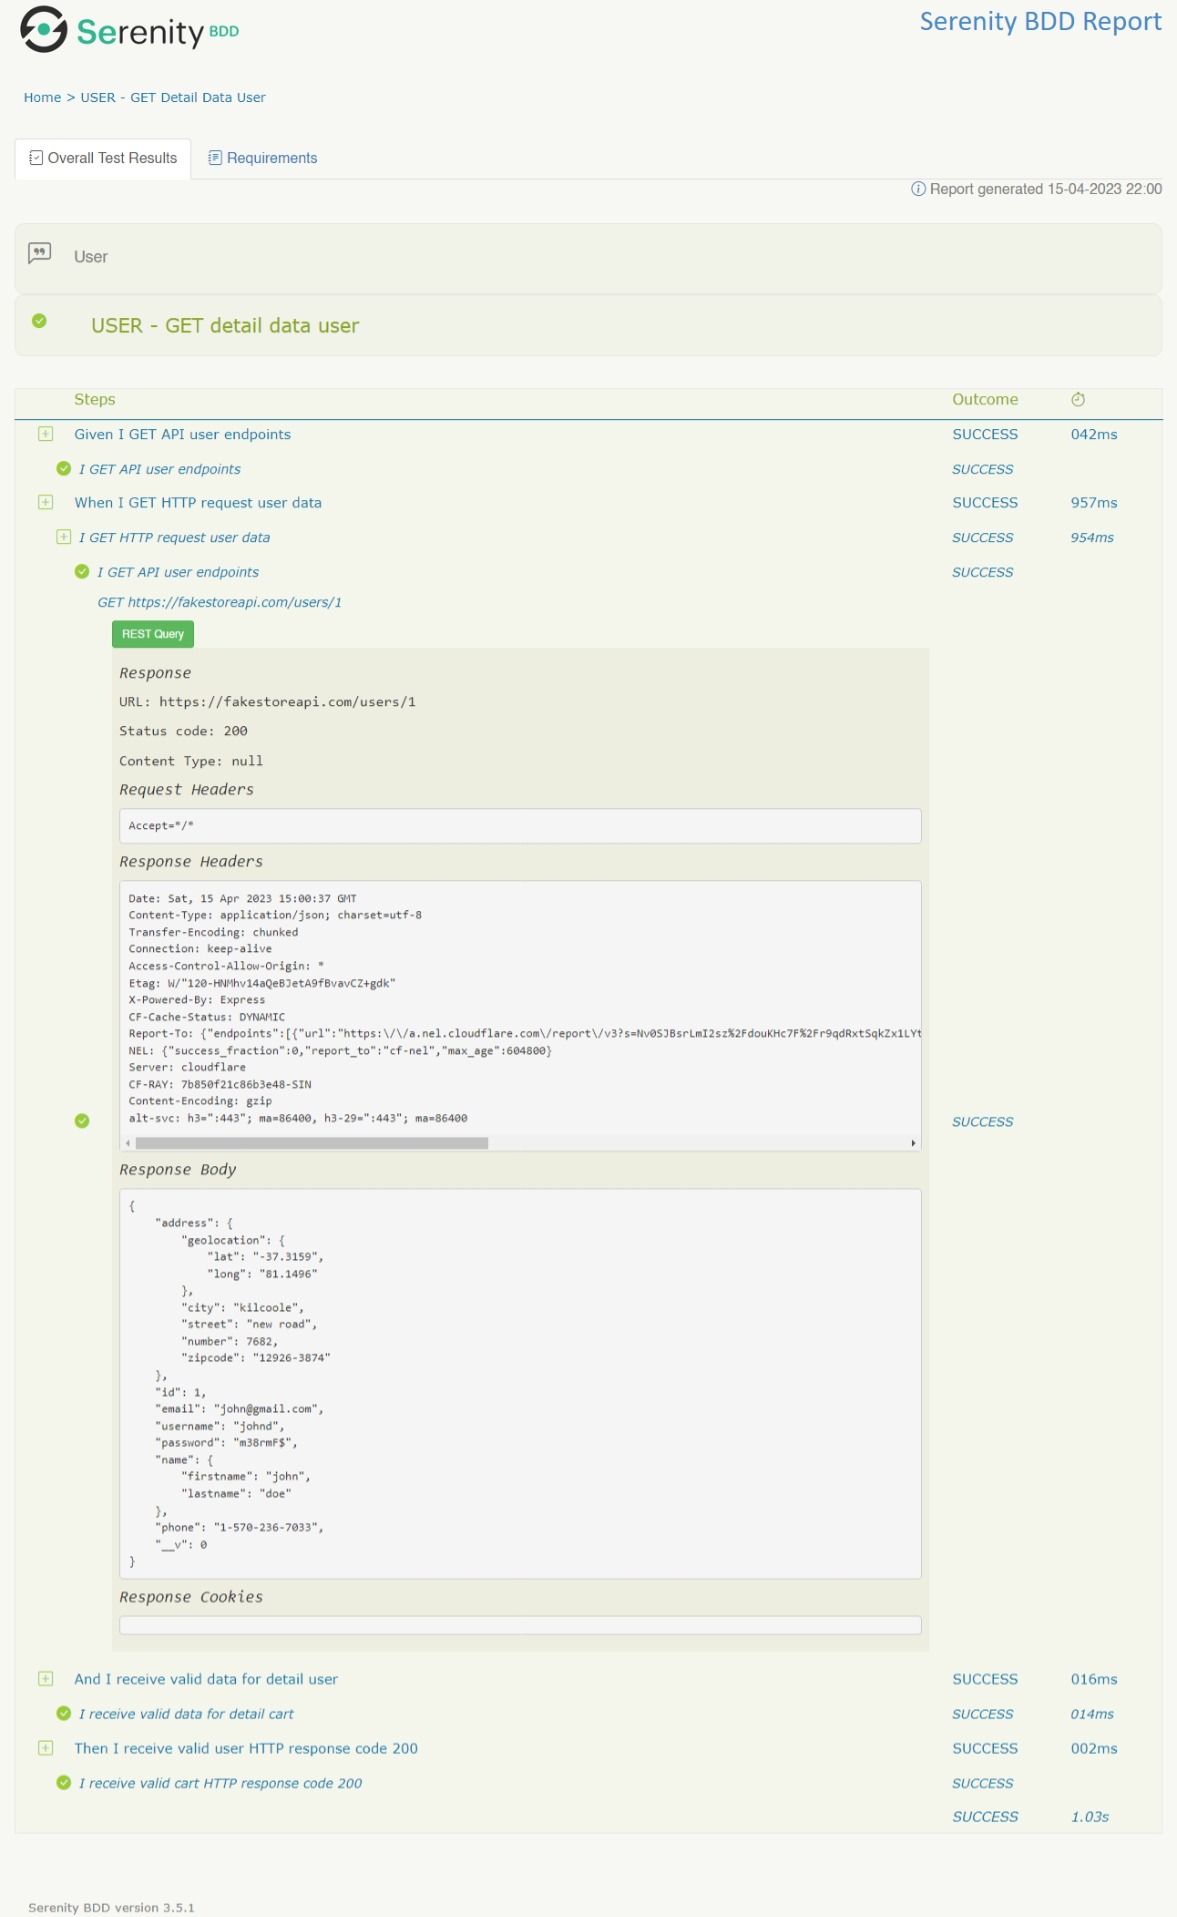 Serenity BDD
Serenity BDD Report
Home > USER - GET Detail Data User
Overall Test Results
Requirements
Report generated 15-04-2023 22:00
User
USER - GET detail data user
Steps Outcome
Given I GET API user endpoints SUCCESS 042ms
I GET API user endpoints SUCCESS
When I GET HTTP request user data SUCCESS 957ms
I GET HTTP request user data SUCCESS 954ms
I GET API user endpoints SUCCESS
GET https://fakestoreapi.com/users/1
REST Query
Response
URL: https://fakestoreapi.com/users/1
Status code: 200
Content Type: null
Request Headers
Accept=*/*
Response Headers
Date: Sat, 15 Apr 2023 15:00:37 GMT
Content-Type: application/json; charset=utf-8
Transfer-Encoding: chunked
Connection: keep-alive
Access-Control-Allow-Origin: *
Etag: W/"120-HNMhv14aQeBJetA9fBvavCZ+gdk"
X-Powered-By: Express
CF-Cache-Status: DYNAMIC
Report-To: {"endpoints":[{"url":"https:\/\/a.nel.cloudflare.com\/report\/v3?s=Nv0SJBsrLmI2sz%2FdouKHc7F%2Fr9qdRxtSqkZx1LYt
NEL: {"success_fraction":0,"report_to":"cf-nel","max_age":604800}
Server: cloudflare
CF-RAY: 7b850f21c86b3e48-SIN
Content-Encoding: gzip
alt-svc: h3=":443"; ma=86400, h3-29=":443"; ma=86400
SUCCESS
Response Body
{
"address": {
"geolocation": {
"lat": "-37.3159",
"long": "81.1496"
},
"city": "kilcoole",
"street": "new road",
"number": 7682,
"zipcode": "12926-3874"
},
"id": 1,
"email": "john@gmail.com",
"username": "johnd",
"password": "m38rmF$",
"name": {
"firstname": "john",
"lastname": "doe"
},
"phone": "1-570-236-7033",
"__v": 0
}
Response Cookies
And I receive valid data for detail user SUCCESS 016ms
I receive valid data for detail cart SUCCESS 014ms
Then I receive valid user HTTP response code 200 SUCCESS 002ms
I receive valid cart HTTP response code 200 SUCCESS
SUCCESS 1.03s
Serenity BDD version 3.5.1